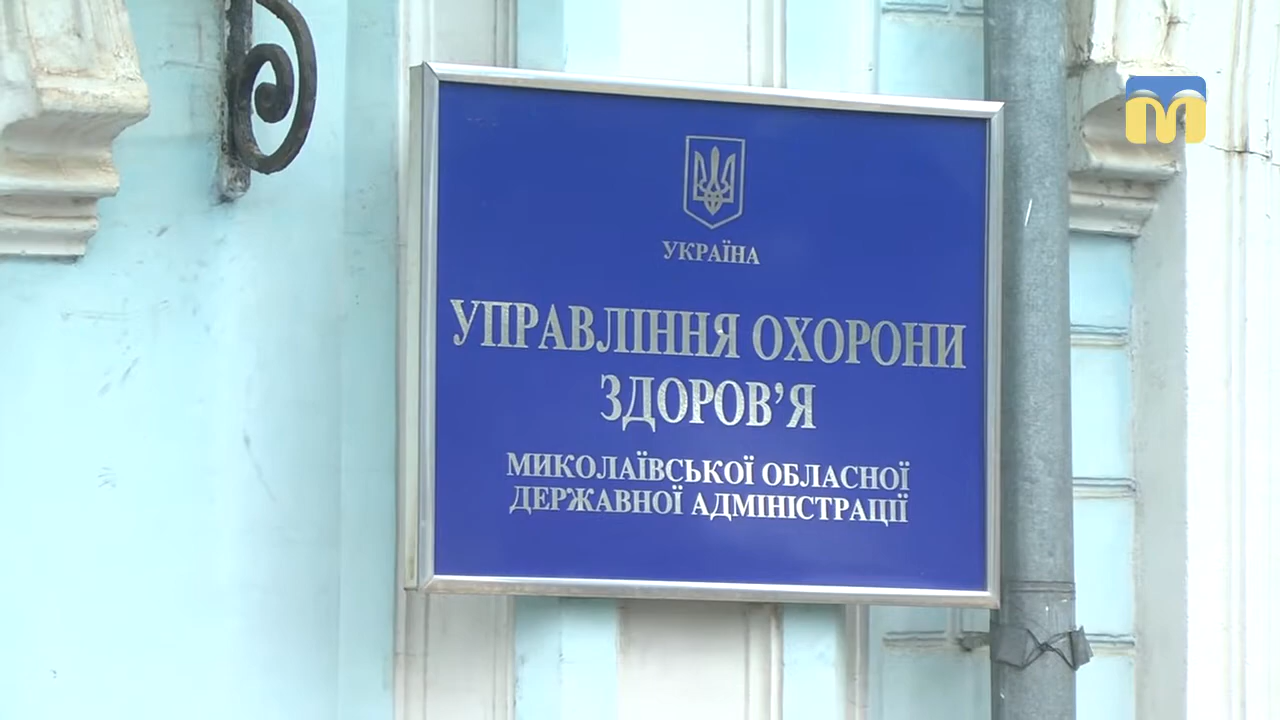 УКРАЇНА
УПРАВЛІННЯ ОХОРОНИ
ЗДОРОВ’Я
МИКОЛАЇВСЬКОЇ ОБЛАСНОЇ
ДЕРЖАВНОЇ АДМІНІСТРАЦІЇ